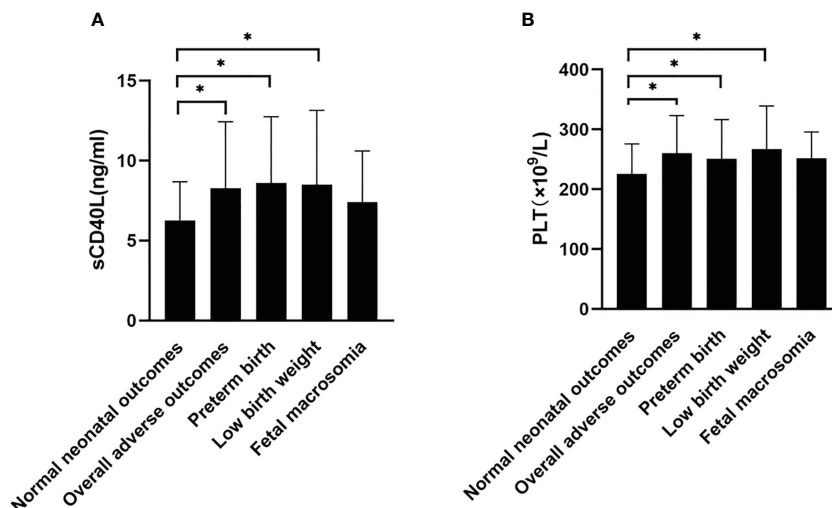 A
*
*
*
15
10
5
0
sCD40L(ng/ml)
Normal neonatal outcomes
Overall adverse outcomes
Preterm birth
Low birth weight
Fetal macrosomia
B
*
*
*
400
300
200
100
0
PLT(×10⁹/L)
Normal neonatal outcomes
Overall adverse outcomes
Preterm birth
Low birth weight
Fetal macrosomia